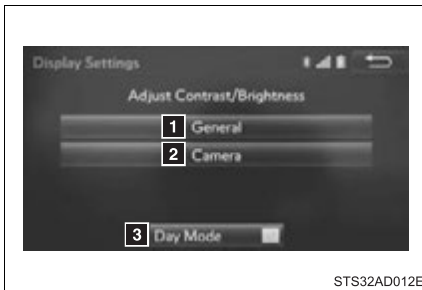 Display Settings
Adjust Contrast/Brightness
1 General
2 Camera
3 Day Mode
STS32AD012E